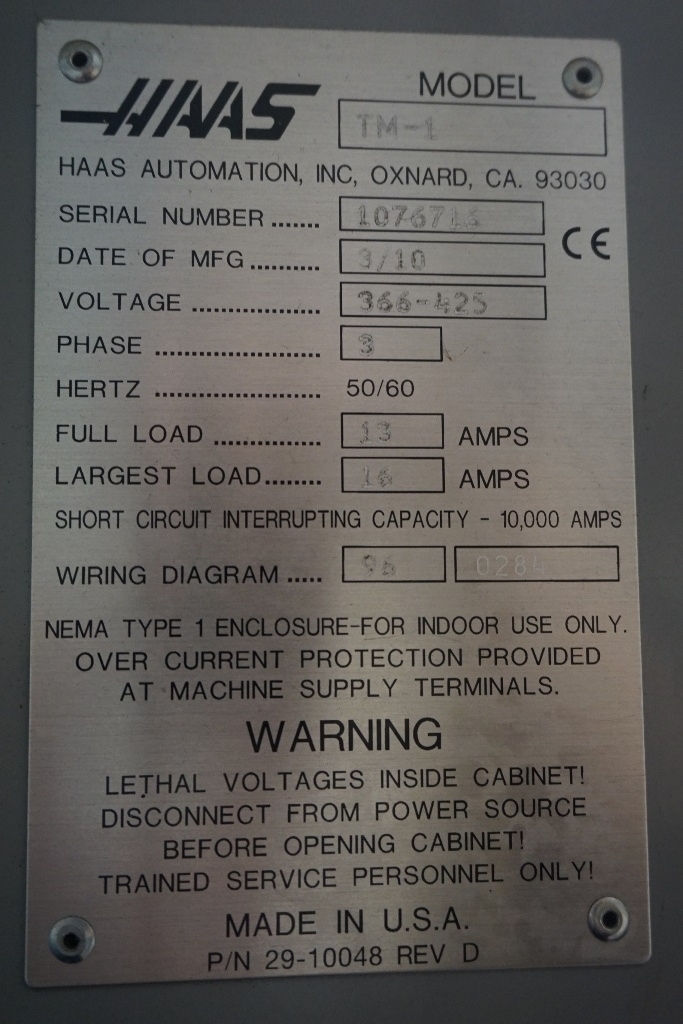 HAAS
MODEL TM-1
HAAS AUTOMATION, INC, OXNARD, CA. 93030
SERIAL NUMBER .......
CE
DATE OF MFG .......... 3/10
VOLTAGE .................. 366-425
PHASE ....................... 3
HERTZ ....................... 50/60
FULL LOAD ............... 13 AMPS
LARGEST LOAD........ 16 AMPS
SHORT CIRCUIT INTERRUPTING CAPACITY - 10,000 AMPS
WIRING DIAGRAM ..... 96
NEMA TYPE 1 ENCLOSURE-FOR INDOOR USE ONLY.
OVER CURRENT PROTECTION PROVIDED
AT MACHINE SUPPLY TERMINALS.
WARNING
LETHAL VOLTAGES INSIDE CABINET!
DISCONNECT FROM POWER SOURCE
BEFORE OPENING CABINET!
TRAINED SERVICE PERSONNEL ONLY!
MADE IN U.S.A.
P/N 29-10048 REV D